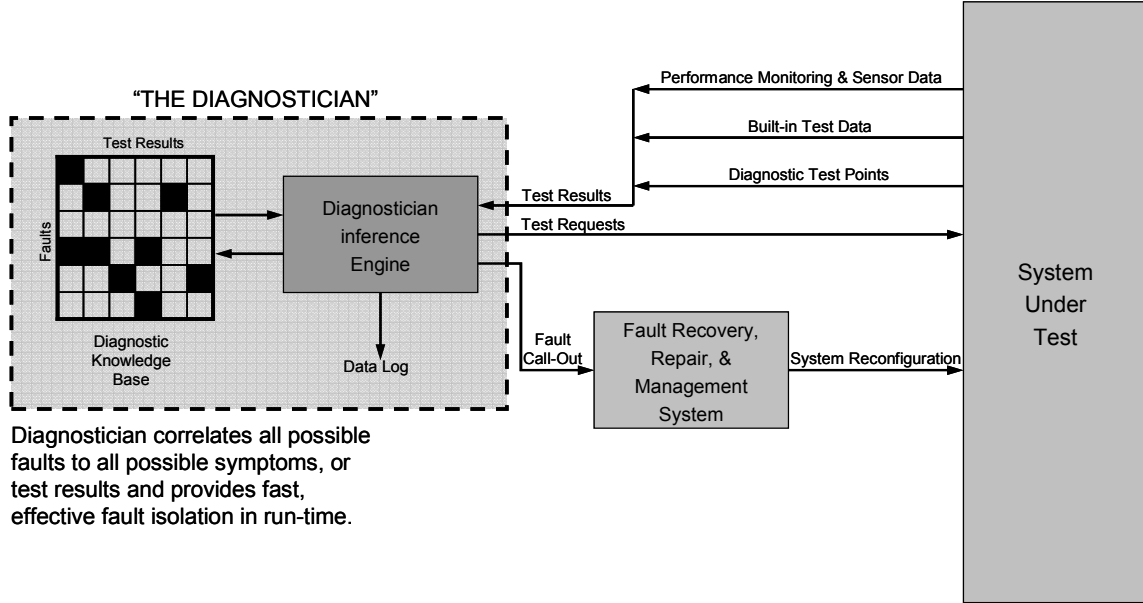 "THE DIAGNOSTICIAN"
Test Results
Faults
Diagnostic
Knowledge
Base
Diagnostician
inference
Engine
Data Log
Performance Monitoring & Sensor Data
Built-in Test Data
Diagnostic Test Points
Test Results
Test Requests
Fault
Call-Out
Fault Recovery,
Repair, &
Management
System
System Reconfiguration
System
Under
Test
Diagnostician correlates all possible
faults to all possible symptoms, or
test results and provides fast,
effective fault isolation in run-time.